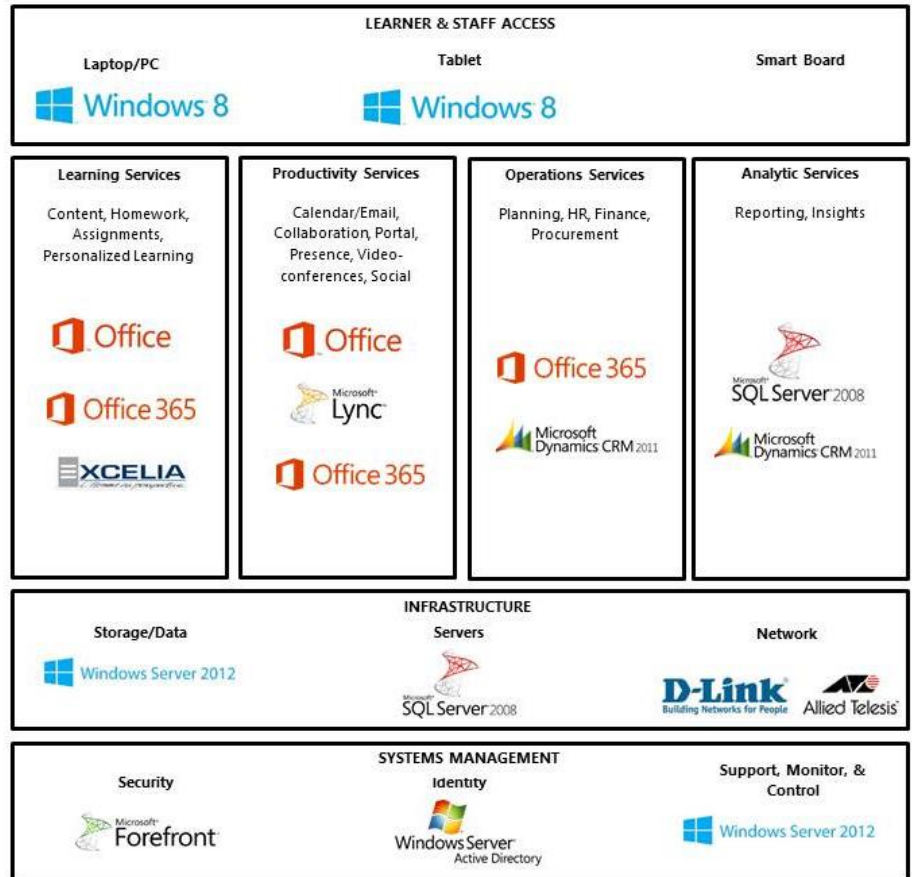 LEARNER & STAFF ACCESS
Laptop/PC
Tablet
Smart Board
Windows 8
Windows 8
Learning Services
Content, Homework,
Assignments,
Personalized Learning
Office
Office 365
EXCELIA
Productivity Services
Calendar/Email,
Collaboration, Portal,
Presence, Video-
conferences, Social
Office
Microsoft
Lync
Office 365
Operations Services
Planning, HR, Finance,
Procurement
Office 365
Microsoft
Dynamics CRM 2011
Analytic Services
Reporting, Insights
Microsoft
SQL Server 2008
Microsoft
Dynamics CRM 2011
INFRASTRUCTURE
Storage/Data
Servers
Network
Windows Server 2012
Microsoft
SQL Server 2008
D-Link
Building Networks for People
Allied Telesis
SYSTEMS MANAGEMENT
Security
Identity
Support, Monitor, &
Control
Microsoft
Forefront
Windows Server
Active Directory
Windows Server 2012